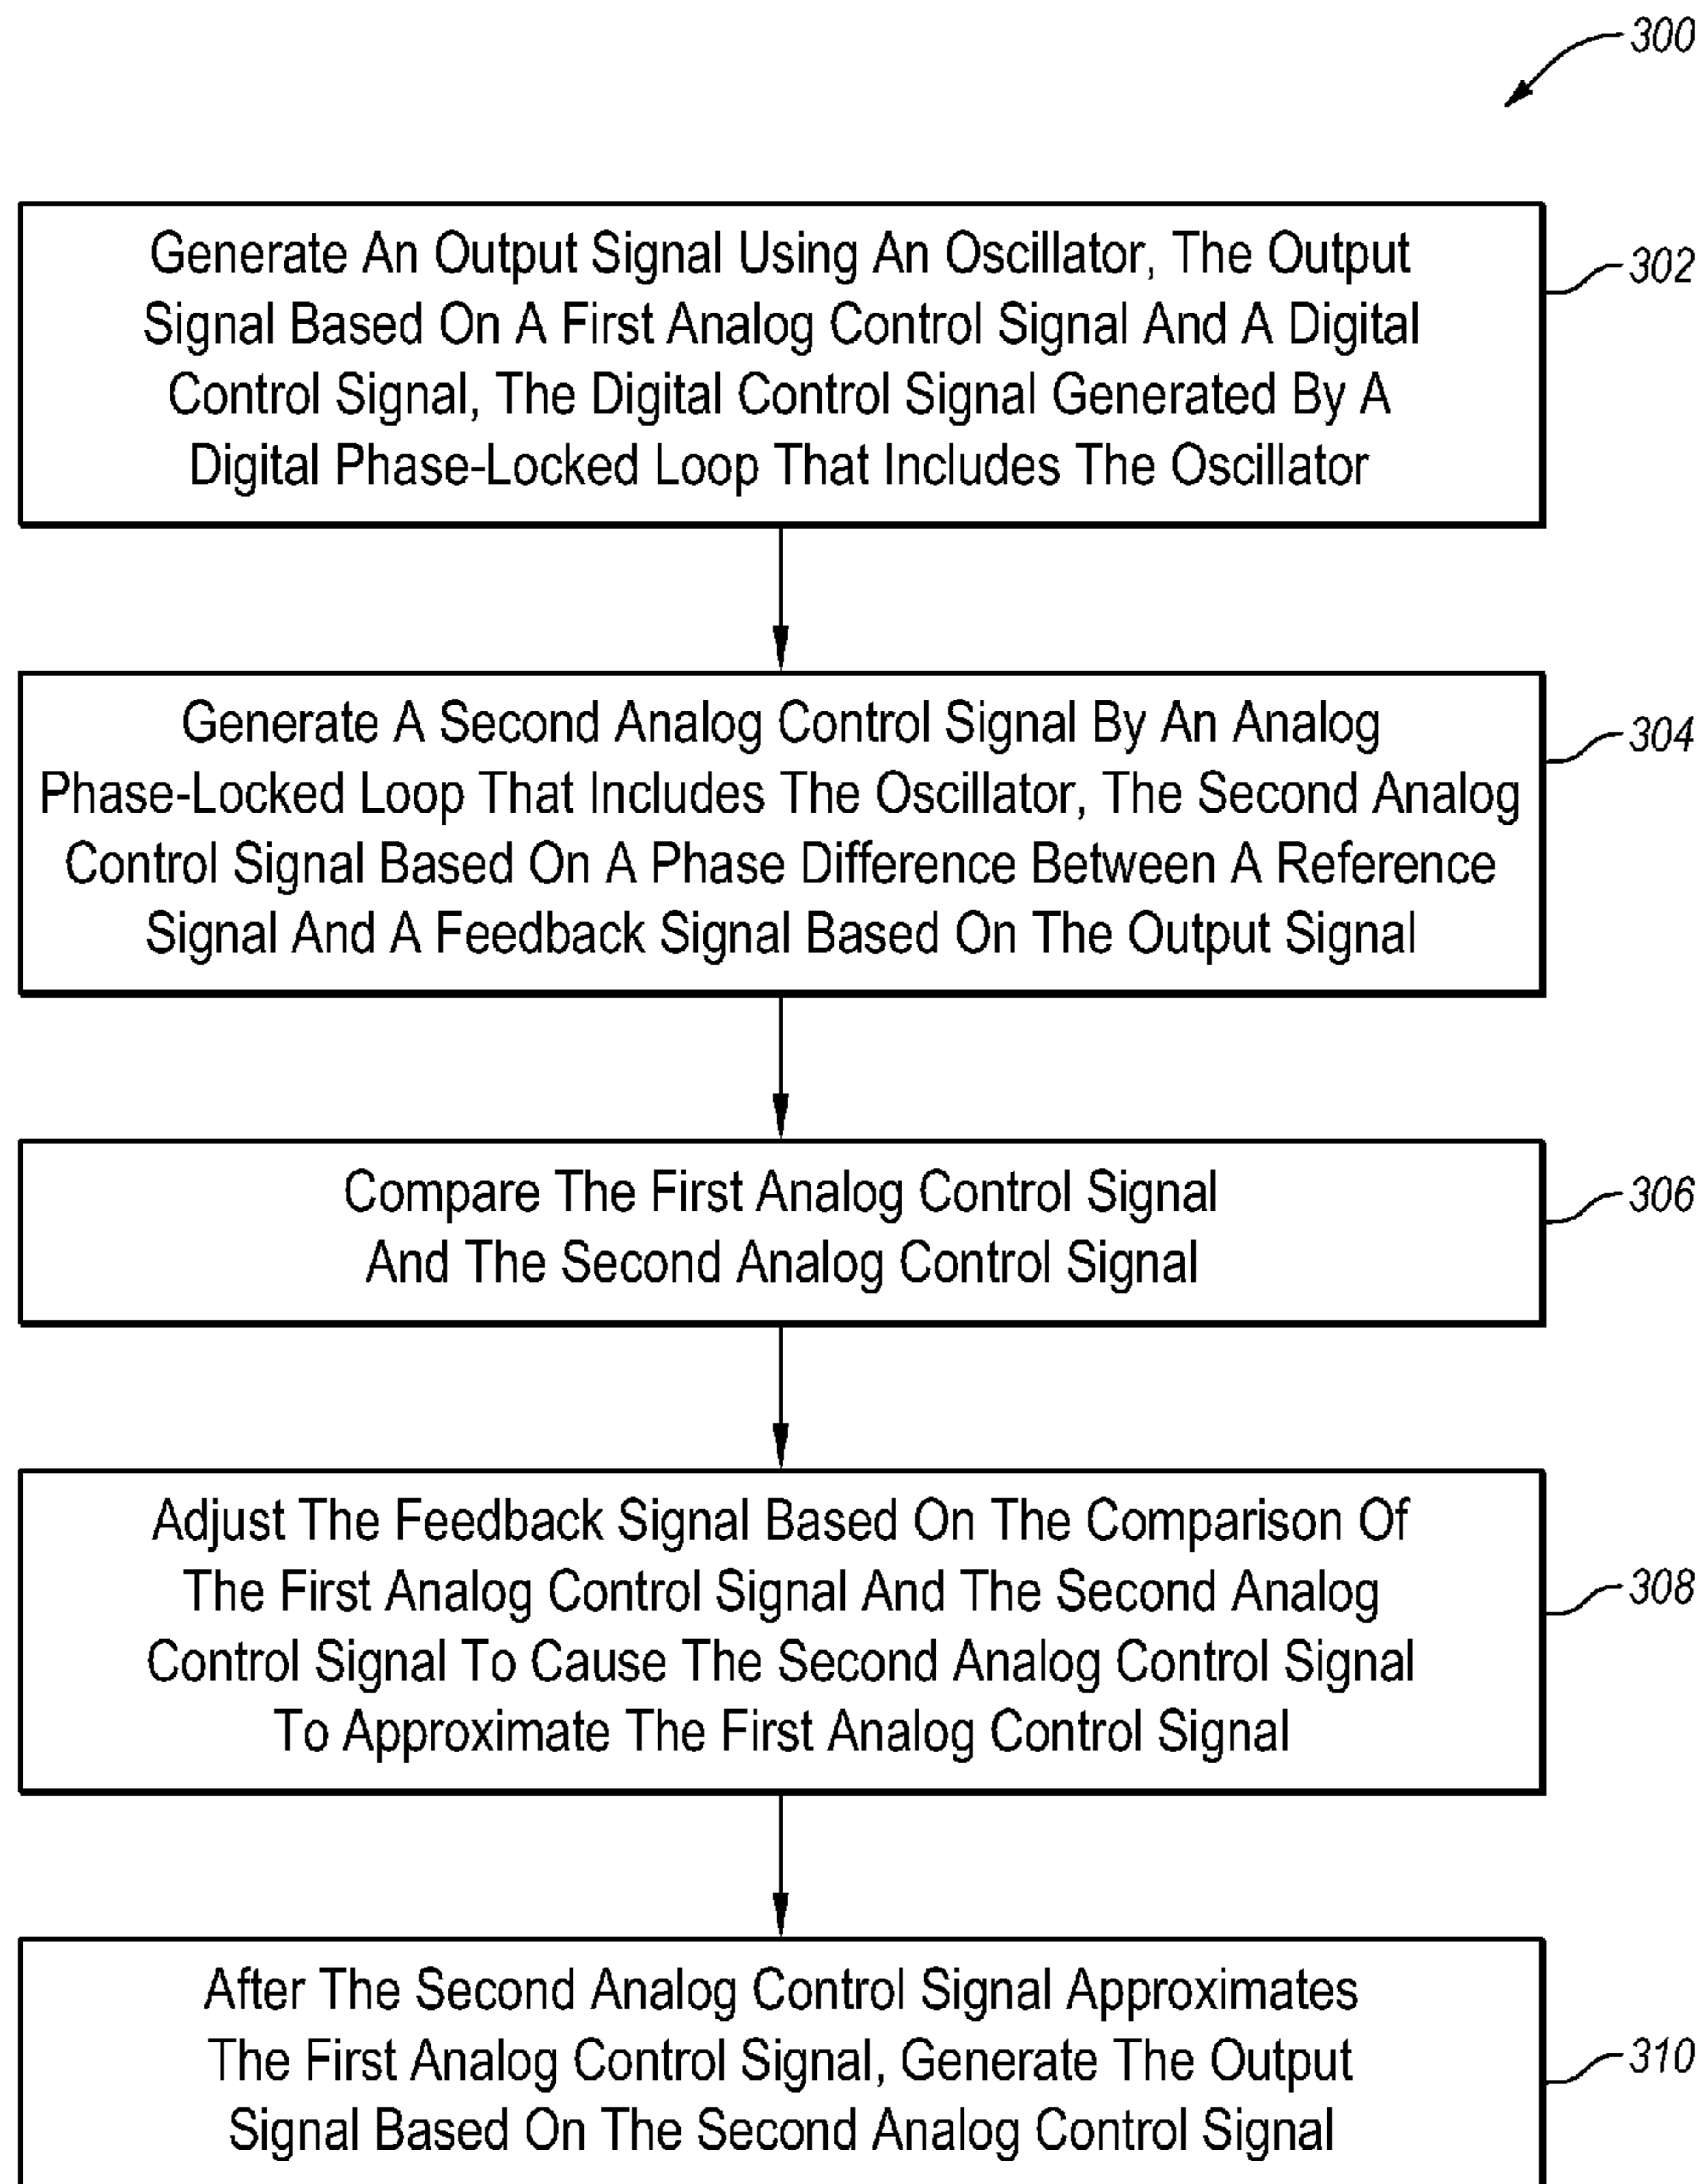 300
Generate An Output Signal Using An Oscillator, The Output
Signal Based On A First Analog Control Signal And A Digital
Control Signal, The Digital Control Signal Generated By A
Digital Phase-Locked Loop That Includes The Oscillator
302
Generate A Second Analog Control Signal By An Analog
Phase-Locked Loop That Includes The Oscillator, The Second Analog
Control Signal Based On A Phase Difference Between A Reference
Signal And A Feedback Signal Based On The Output Signal
304
Compare The First Analog Control Signal
And The Second Analog Control Signal
306
Adjust The Feedback Signal Based On The Comparison Of
The First Analog Control Signal And The Second Analog
Control Signal To Cause The Second Analog Control Signal
To Approximate The First Analog Control Signal
308
After The Second Analog Control Signal Approximates
The First Analog Control Signal, Generate The Output
Signal Based On The Second Analog Control Signal
310